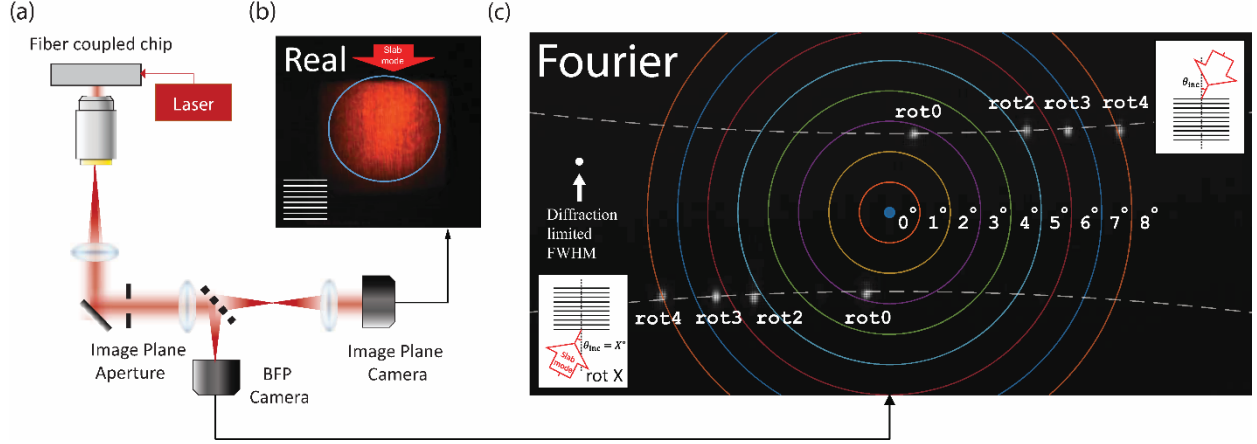 (a)
Fiber coupled chip
Laser
Image Plane
Aperture
BFP
Camera
Image Plane
Camera
(b)
Real
Slab
mode
(c)
Fourier
θinc
rot0
rot2
rot3
rot4
Diffraction
limited
FWHM
0° 1° 2° 3° 4° 5° 6° 7° 8°
rot4
rot3
rot2
rot0
θinc = X°
Slab
mode
rot X